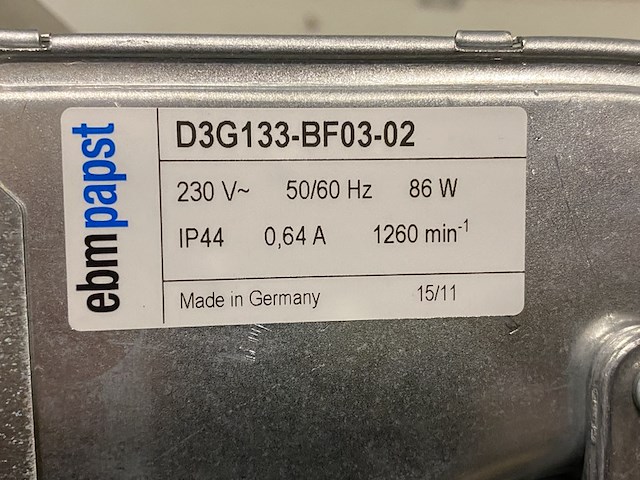 ebmpapst
D3G133-BF03-02
230 V~ 50/60 Hz 86 W
IP44 0,64 A 1260 min⁻¹
Made in Germany 15/11